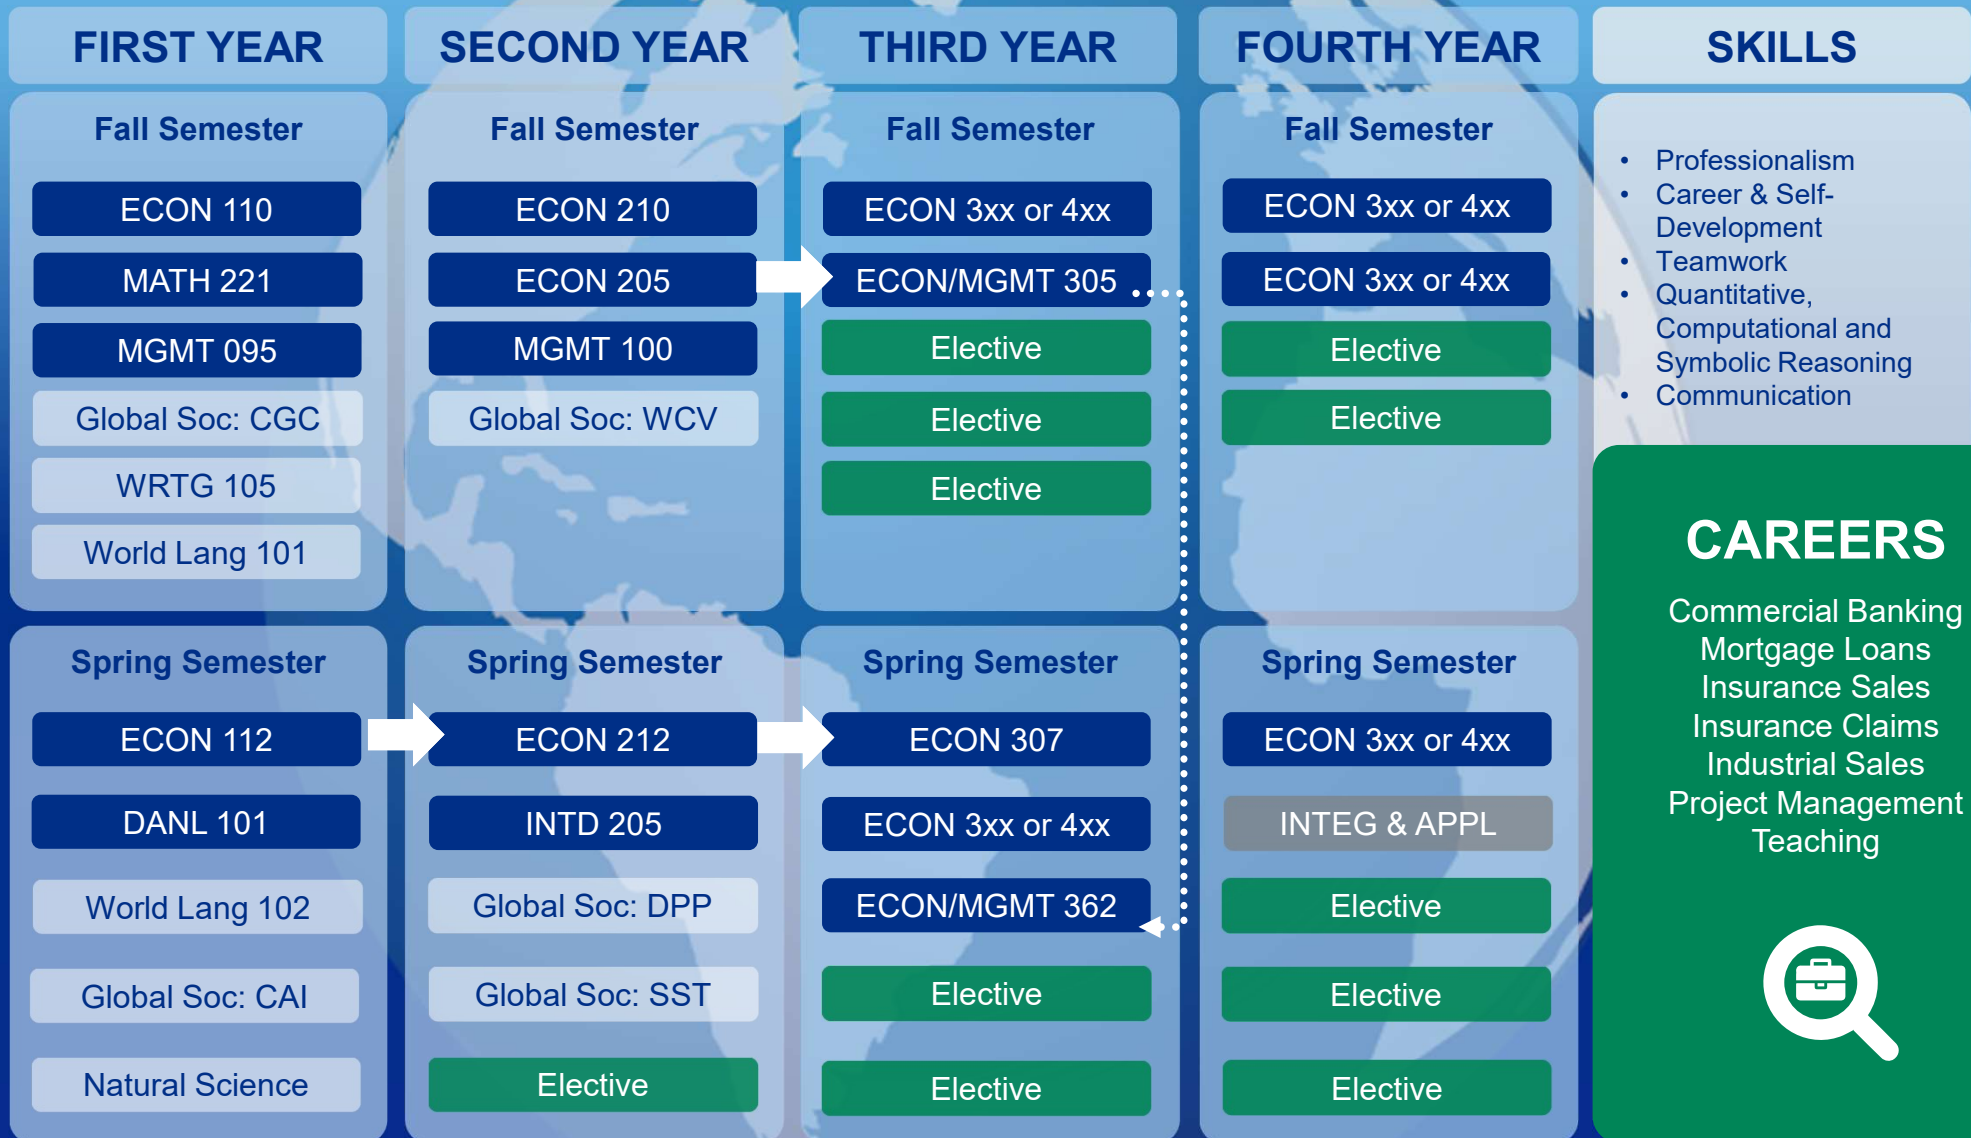 FIRST YEAR
Fall Semester
ECON 110
MATH 221
MGMT 095
Global Soc: CGC
WRTG 105
World Lang 101
Spring Semester
ECON 112
DANL 101
World Lang 102
Global Soc: CAI
Natural Science
SECOND YEAR
Fall Semester
ECON 210
ECON 205
MGMT 100
Global Soc: WCV
Spring Semester
ECON 212
INTD 205
Global Soc: DPP
Global Soc: SST
Elective
THIRD YEAR
Fall Semester
ECON 3xx or 4xx
ECON/MGMT 305
Elective
Elective
Elective
Spring Semester
ECON 307
ECON 3xx or 4xx
ECON/MGMT 362
Elective
Elective
FOURTH YEAR
Fall Semester
ECON 3xx or 4xx
ECON 3xx or 4xx
Elective
Elective
Spring Semester
ECON 3xx or 4xx
INTEG & APPL
Elective
Elective
Elective
SKILLS
• Professionalism
• Career & Self-
Development
• Teamwork
• Quantitative,
Computational and
Symbolic Reasoning
• Communication
CAREERS
Commercial Banking
Mortgage Loans
Insurance Sales
Insurance Claims
Industrial Sales
Project Management
Teaching